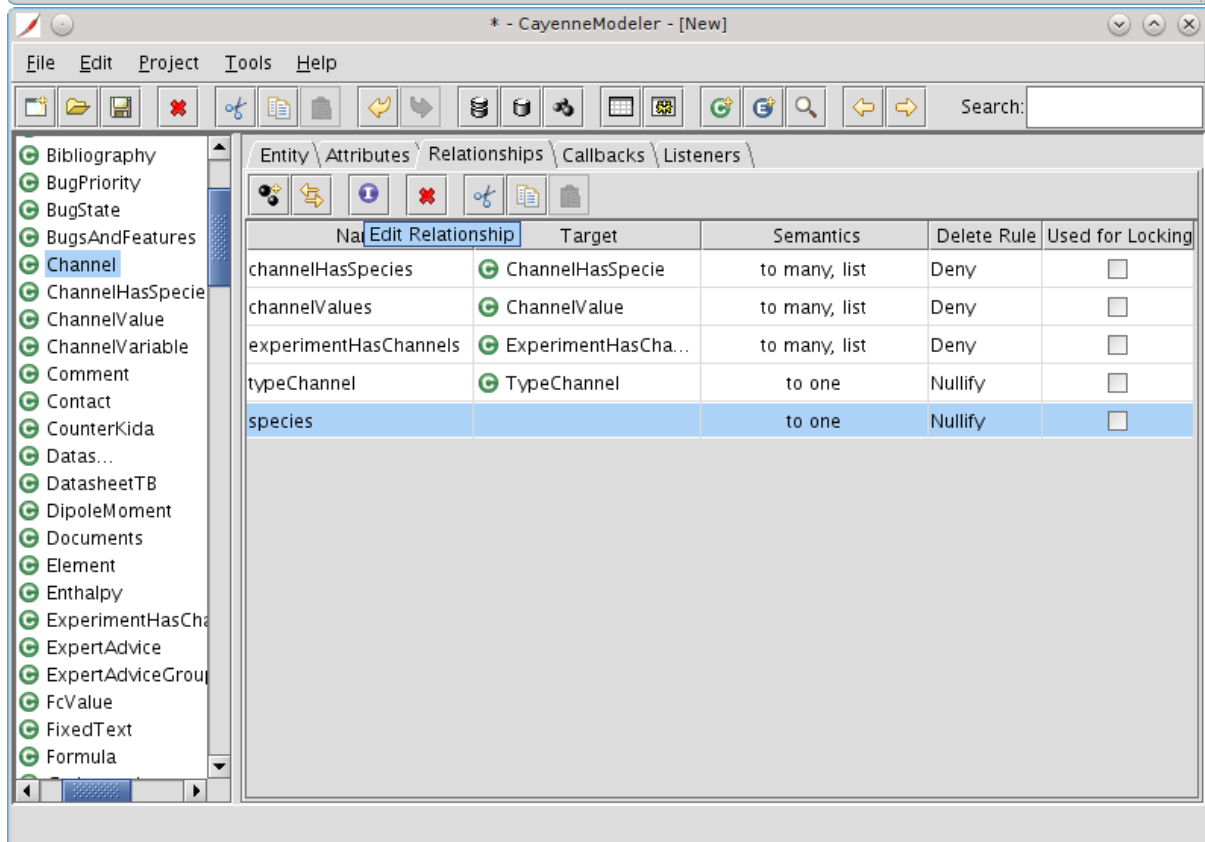 * - CayenneModeler - [New]
File Edit Project Tools Help
Search:
Bibliography
BugPriority
BugState
BugsAndFeatures
Channel
ChannelHasSpecie
ChannelValue
ChannelVariable
Comment
Contact
CounterKida
Datas...
DatasheetTB
DipoleMoment
Documents
Element
Enthalpy
ExperimentHasCha
ExpertAdvice
ExpertAdviceGroup
FcValue
FixedText
Formula
Entity Attributes Relationships Callbacks Listeners
Edit Relationship
Na Target Semantics Delete Rule Used for Locking
channelHasSpecies ChannelHasSpecie to many, list Deny
channelValues ChannelValue to many, list Deny
experimentHasChannels ExperimentHasCha... to many, list Deny
typeChannel TypeChannel to one Nullify
species to one Nullify